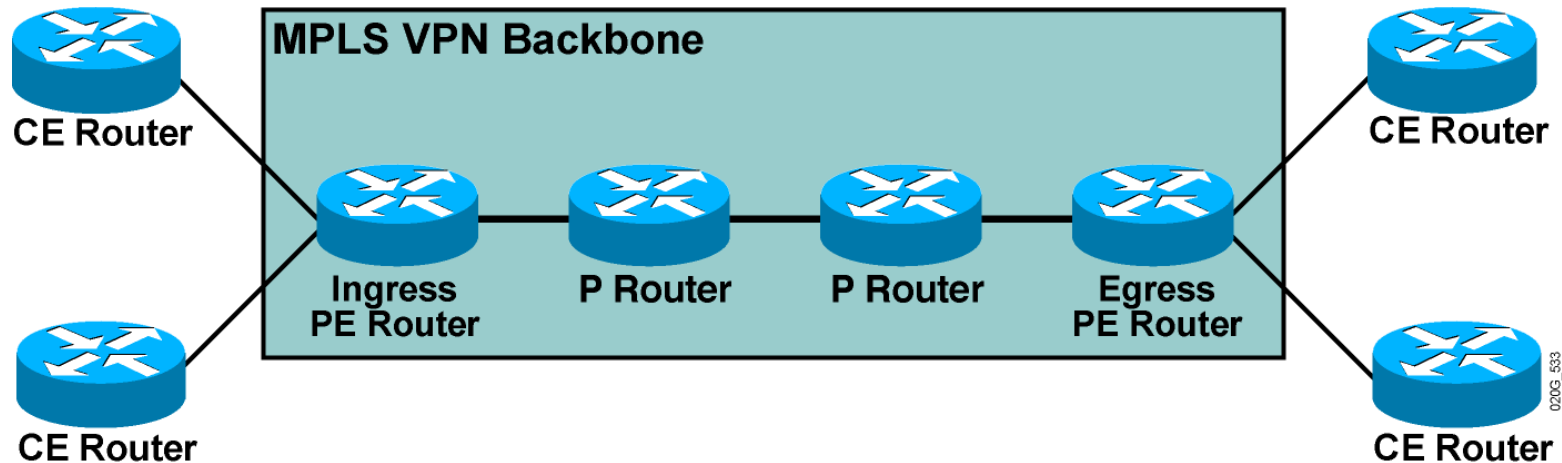 MPLS VPN Backbone
CE Router
CE Router
Ingress
PE Router
P Router
P Router
Egress
PE Router
CE Router
CE Router
020G_533